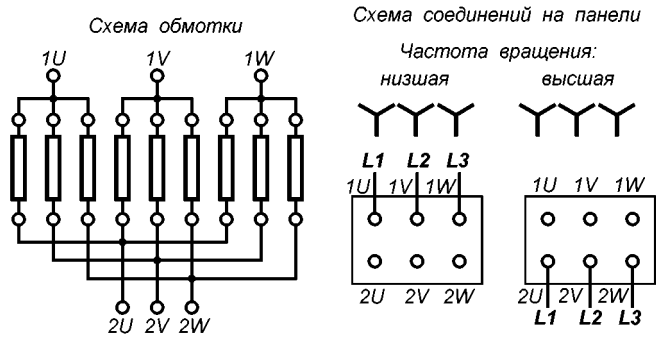 Схема обмотки
1U 1V 1W
2U 2V 2W
Схема соединений на панели
Частота вращения:
низшая высшая
L1 L2 L3
1U 1V 1W
2U 2V 2W
1U 1V 1W
2U 2V 2W
L1 L2 L3